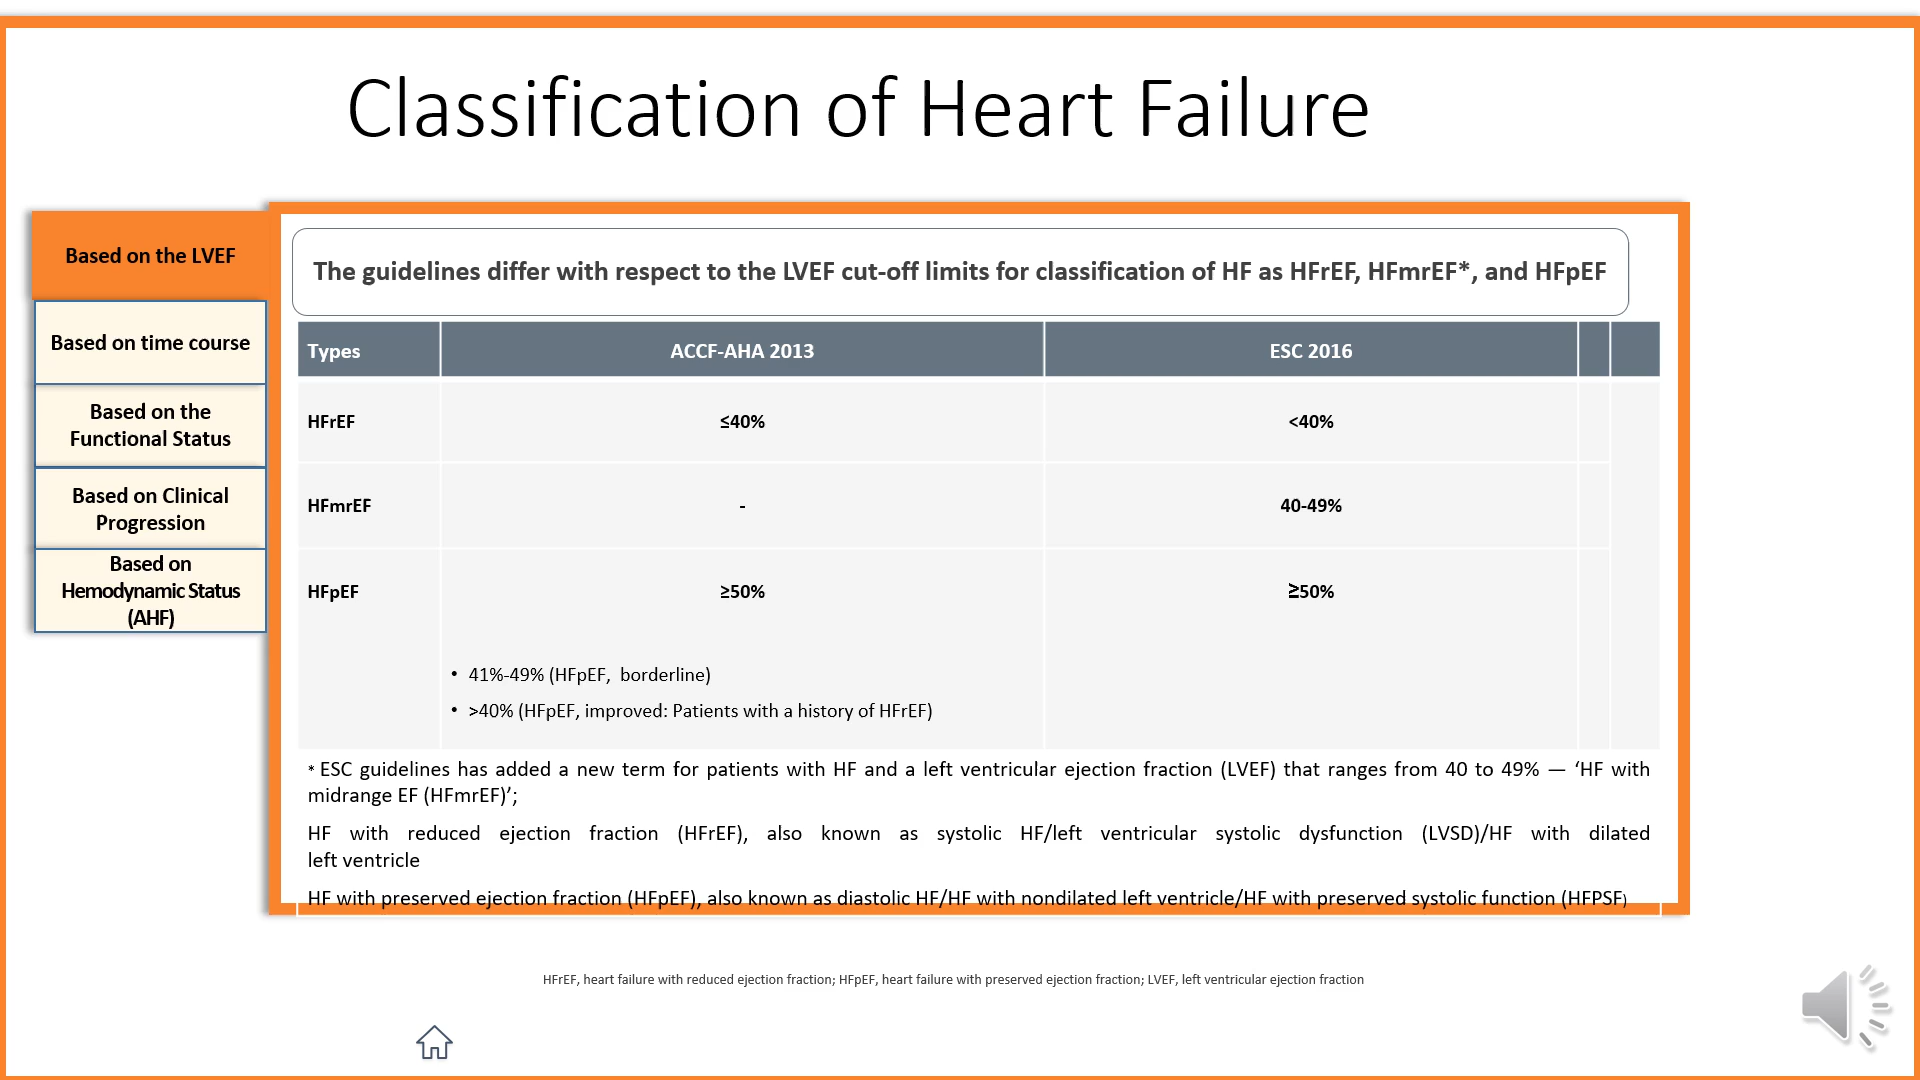 Classification of Heart Failure
Based on the LVEF
Based on time course
Based on the
Functional Status
Based on Clinical
Progression
Based on
Hemodynamic Status
(AHF)
The guidelines differ with respect to the LVEF cut-off limits for classification of HF as HFrEF, HFmrEF*, and HFpEF
Types ACCF-AHA 2013 ESC 2016
HFrEF ≤40% <40%
HFmrEF - 40-49%
HFpEF ≥50% ≥50%
• 41%-49% (HFpEF, borderline)
• >40% (HFpEF, improved: Patients with a history of HFrEF)
* ESC guidelines has added a new term for patients with HF and a left ventricular ejection fraction (LVEF) that ranges from 40 to 49% — ‘HF with
midrange EF (HFmrEF)’;
HF with reduced ejection fraction (HFrEF), also known as systolic HF/left ventricular systolic dysfunction (LVSD)/HF with dilated
left ventricle
HF with preserved ejection fraction (HFpEF), also known as diastolic HF/HF with nondilated left ventricle/HF with preserved systolic function (HFPSF)
HFrEF, heart failure with reduced ejection fraction; HFpEF, heart failure with preserved ejection fraction; LVEF, left ventricular ejection fraction